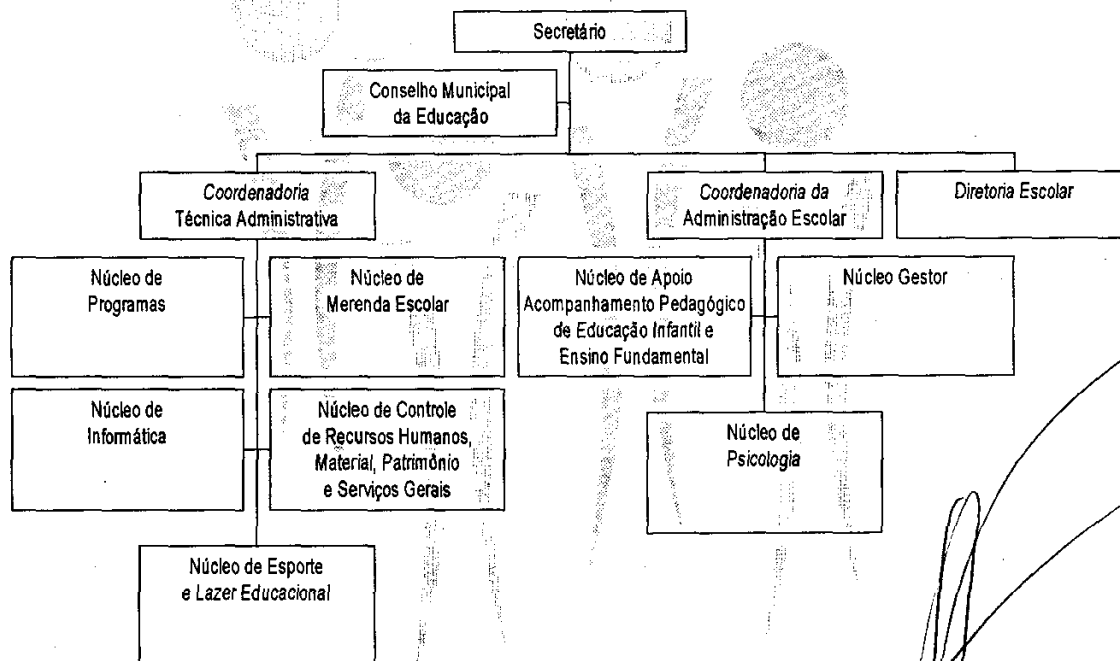 Secretário
Conselho Municipal
da Educação
Coordenadoria
Técnica Administrativa
Coordenadoria da
Administração Escolar
Diretoria Escolar
Núcleo de
Programas
Núcleo de
Merenda Escolar
Núcleo de Apoio
Acompanhamento Pedagógico
de Educação Infantil e
Ensino Fundamental
Núcleo Gestor
Núcleo de
Informática
Núcleo de Controle
de Recursos Humanos,
Material, Patrimônio
e Serviços Gerais
Núcleo de
Psicologia
Núcleo de Esporte
e Lazer Educacional